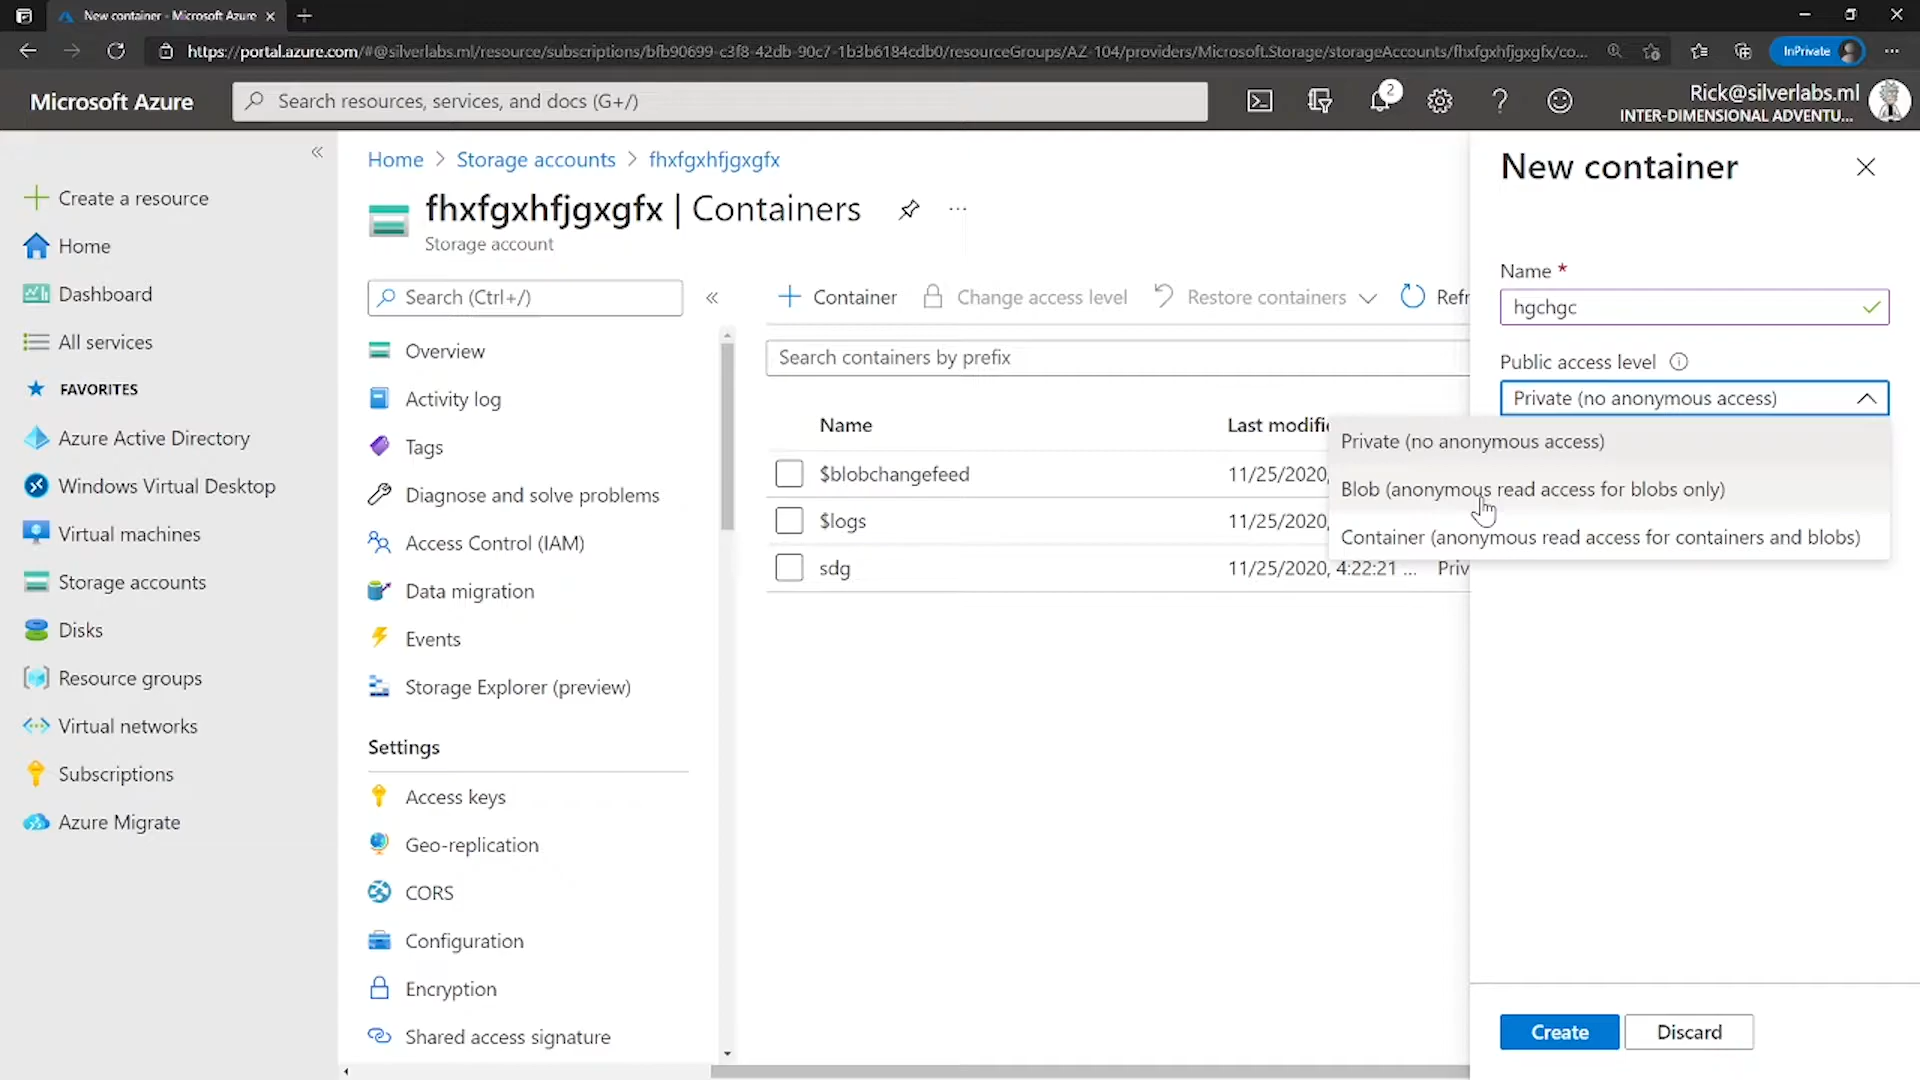 New container - Microsoft Azure
https://portal.azure.com/#@silverlabs.ml/resource/subscriptions/bfb90699-c3f8-42db-90c7-1b3b6184cdb0/resourceGroups/AZ-104/providers/Microsoft.Storage/storageAccounts/fhxfgxhfjgxgfx/co...
InPrivate
Microsoft Azure
Search resources, services, and docs (G+/)
2
Rick@silverlabs.ml
INTER-DIMENSIONAL ADVENTU...
Create a resource
Home
Dashboard
All services
FAVORITES
Azure Active Directory
Windows Virtual Desktop
Virtual machines
Storage accounts
Disks
Resource groups
Virtual networks
Subscriptions
Azure Migrate
Home > Storage accounts > fhxfgxhfjgxgfx
fhxfgxhfjgxgfx | Containers
Storage account
Search (Ctrl+/)
Overview
Activity log
Tags
Diagnose and solve problems
Access Control (IAM)
Data migration
Events
Storage Explorer (preview)
Settings
Access keys
Geo-replication
CORS
Configuration
Encryption
Shared access signature
Container Change access level Restore containers Refr
Search containers by prefix
Name Last modifie
$blobchangefeed 11/25/2020,
$logs 11/25/2020,
sdg 11/25/2020, 4:22:21 ... Priv
New container
Name *
hgchgc
Public access level
Private (no anonymous access)
Private (no anonymous access)
Blob (anonymous read access for blobs only)
Container (anonymous read access for containers and blobs)
Create Discard